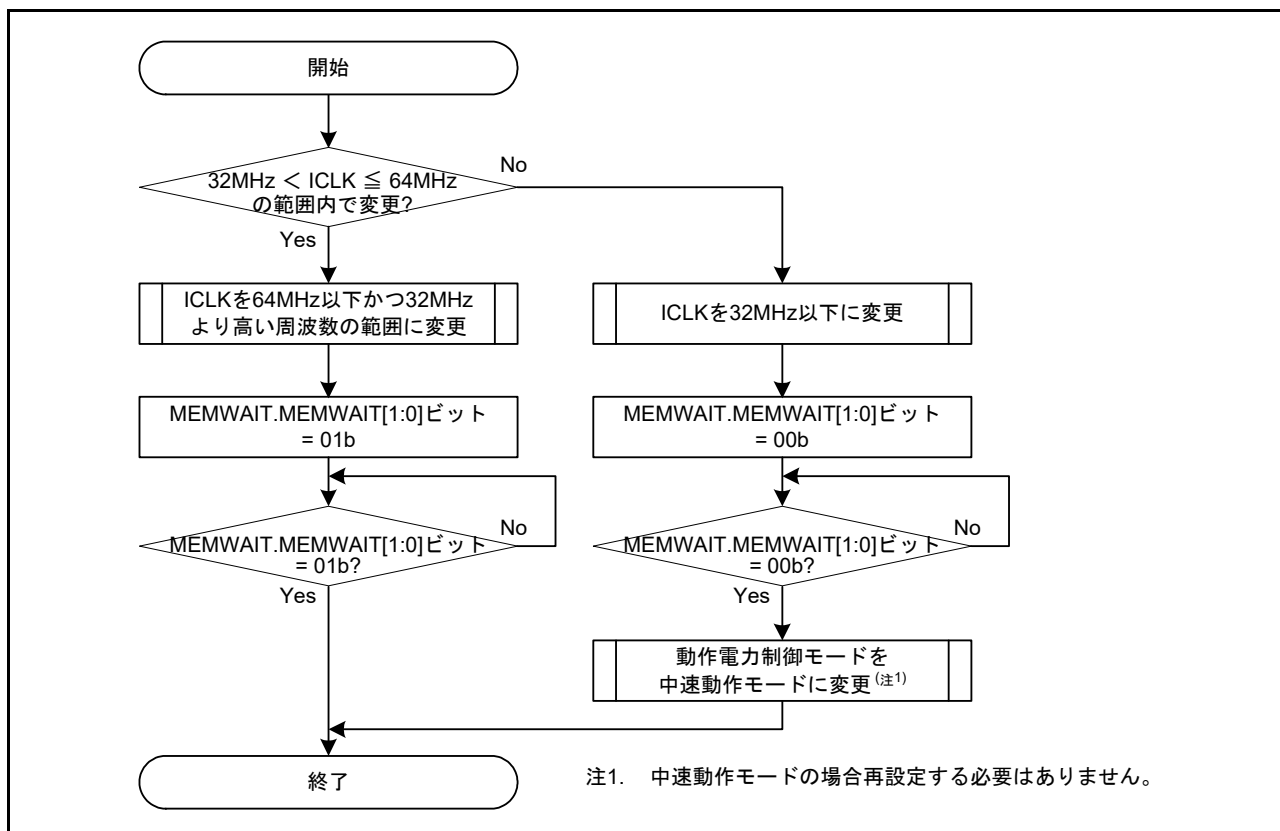 開始
32MHz ＜ ICLK ≦ 64MHz
の範囲内で変更?
No
Yes
ICLKを64MHz以下かつ32MHz
より高い周波数の範囲に変更
ICLKを32MHz以下に変更
MEMWAIT.MEMWAIT[1:0]ビット
= 01b
MEMWAIT.MEMWAIT[1:0]ビット
= 00b
MEMWAIT.MEMWAIT[1:0]ビット
= 01b?
No
Yes
MEMWAIT.MEMWAIT[1:0]ビット
= 00b?
No
Yes
動作電力制御モードを
中速動作モードに変更(注1)
終了
注1. 中速動作モードの場合再設定する必要はありません。